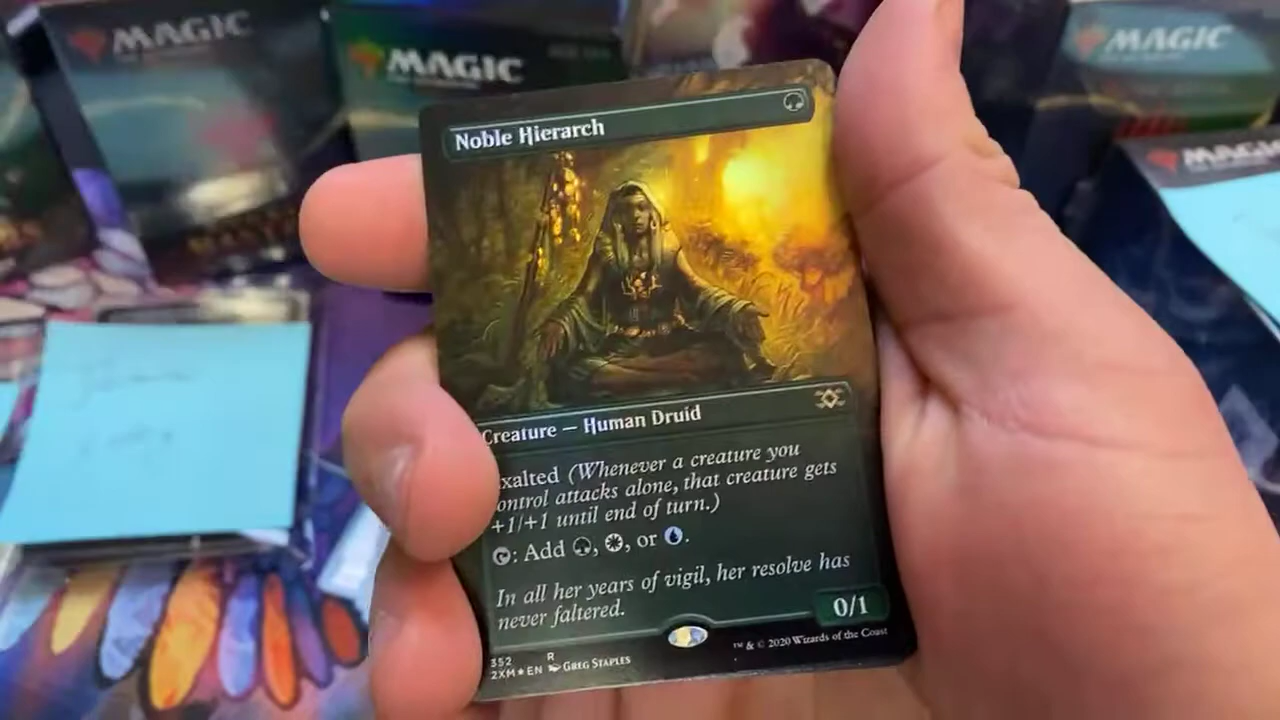 MAGIC
MAGIC
MAGIC
MAGIC
Noble Hierarch
Creature — Human Druid
xalted (Whenever a creature you
ontrol attacks alone, that creature gets
+1/+1 until end of turn.)
: Add , , or .
In all her years of vigil, her resolve has
never faltered.
0/1
352 R
2XM★EN GREG STAPLES
™ & © 2020 Wizards of the Coast